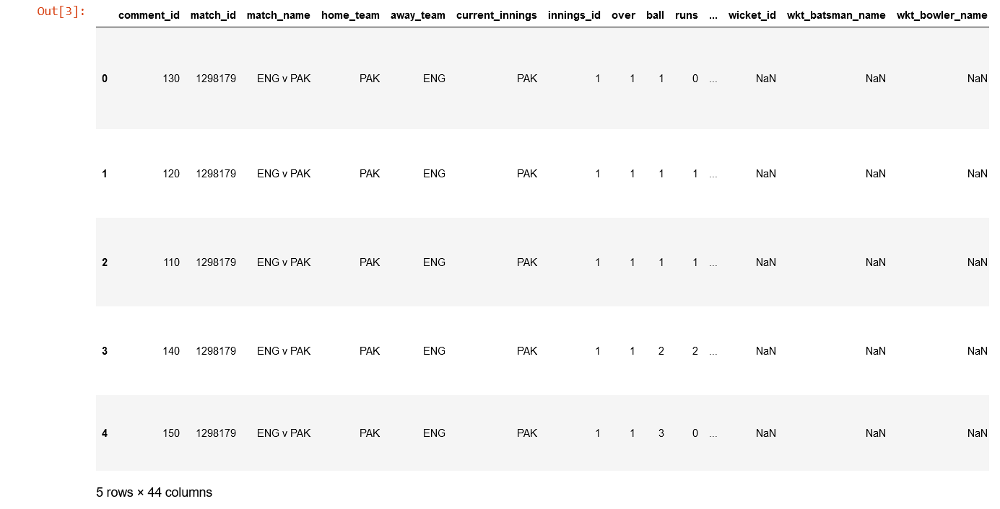 Out[3]:
comment_id match_id match_name home_team away_team current_innings innings_id over ball runs ... wicket_id wkt_batsman_name wkt_bowler_name
0 130 1298179 ENG v PAK PAK ENG PAK 1 1 1 0 ... NaN NaN NaN
1 120 1298179 ENG v PAK PAK ENG PAK 1 1 1 1 ... NaN NaN NaN
2 110 1298179 ENG v PAK PAK ENG PAK 1 1 1 1 ... NaN NaN NaN
3 140 1298179 ENG v PAK PAK ENG PAK 1 1 2 2 ... NaN NaN NaN
4 150 1298179 ENG v PAK PAK ENG PAK 1 1 3 0 ... NaN NaN NaN
5 rows × 44 columns